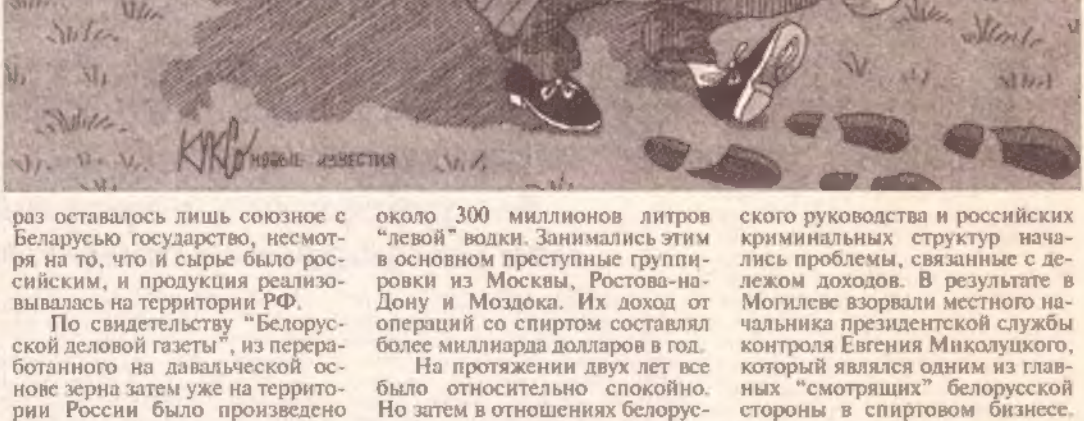 НОВЫЕ ИЗВЕСТИЯ
раз оставалось лишь союзное с
Беларусью государство, несмот-
ря на то, что и сырье было рос-
сийским, и продукция реализо-
вывалась на территории РФ.
По свидетельству "Белорус-
ской деловой газеты", из перера-
ботанного на давальческой ос-
нове зерна затем уже на террито-
рии России было произведено
около 300 миллионов литров
"левой" водки. Занимались этим
в основном преступные группи-
ровки из Москвы, Ростова-на-
Дону и Моздока. Их доход от
операций со спиртом составлял
более миллиарда долларов в год.
На протяжении двух лет все
было относительно спокойно.
Но затем в отношениях белорус-
ского руководства и российских
криминальных структур нача-
лись проблемы, связанные с де-
лежом доходов. В результате в
Могилеве взорвали местного на-
чальника президентской службы
контроля Евгения Миколуцкого,
который являлся одним из глав-
ных "смотрящих" белорусской
стороны в спиртовом бизнесе.